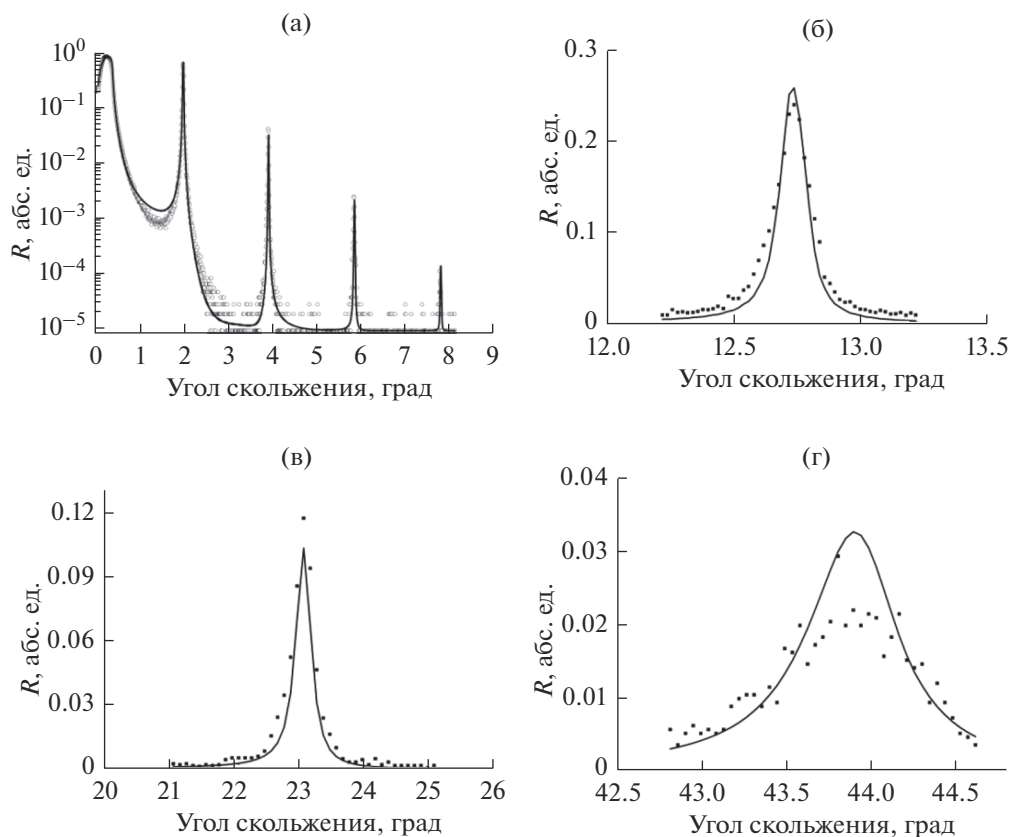 (а)
10⁰
10⁻¹
10⁻²
10⁻³
10⁻⁴
10⁻⁵
R, абс. ед.
0 1 2 3 4 5 6 7 8 9
Угол скольжения, град
(б)
0.3
0.2
0.1
0
R, абс. ед.
12.0 12.5 13.0 13.5
Угол скольжения, град
(в)
0.12
0.09
0.06
0.03
0
R, абс. ед.
20 21 22 23 24 25 26
Угол скольжения, град
(г)
0.04
0.03
0.02
0.01
0
R, абс. ед.
42.5 43.0 43.5 44.0 44.5
Угол скольжения, град